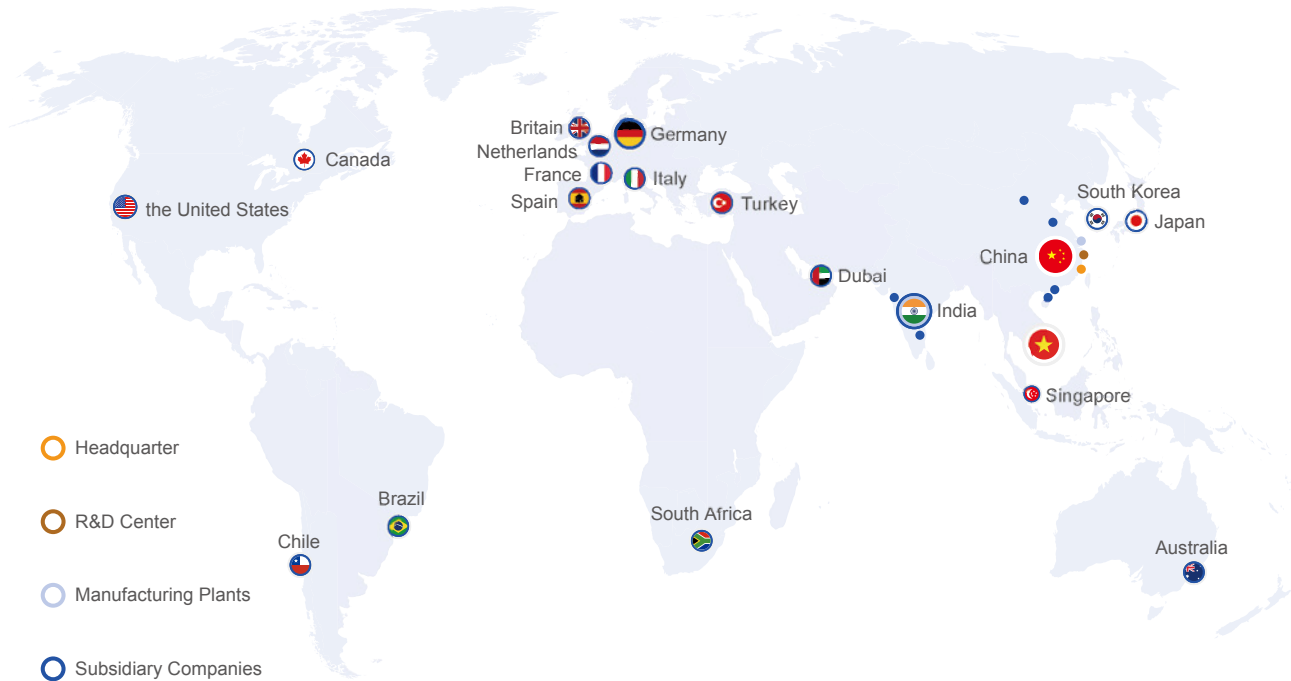 Britain
Germany
Netherlands
Canada
France
Italy
South Korea
Spain
Turkey
the United States
Japan
China
Dubai
India
Singapore
Headquarter
Brazil
South Africa
R&D Center
Chile
Australia
Manufacturing Plants
Subsidiary Companies